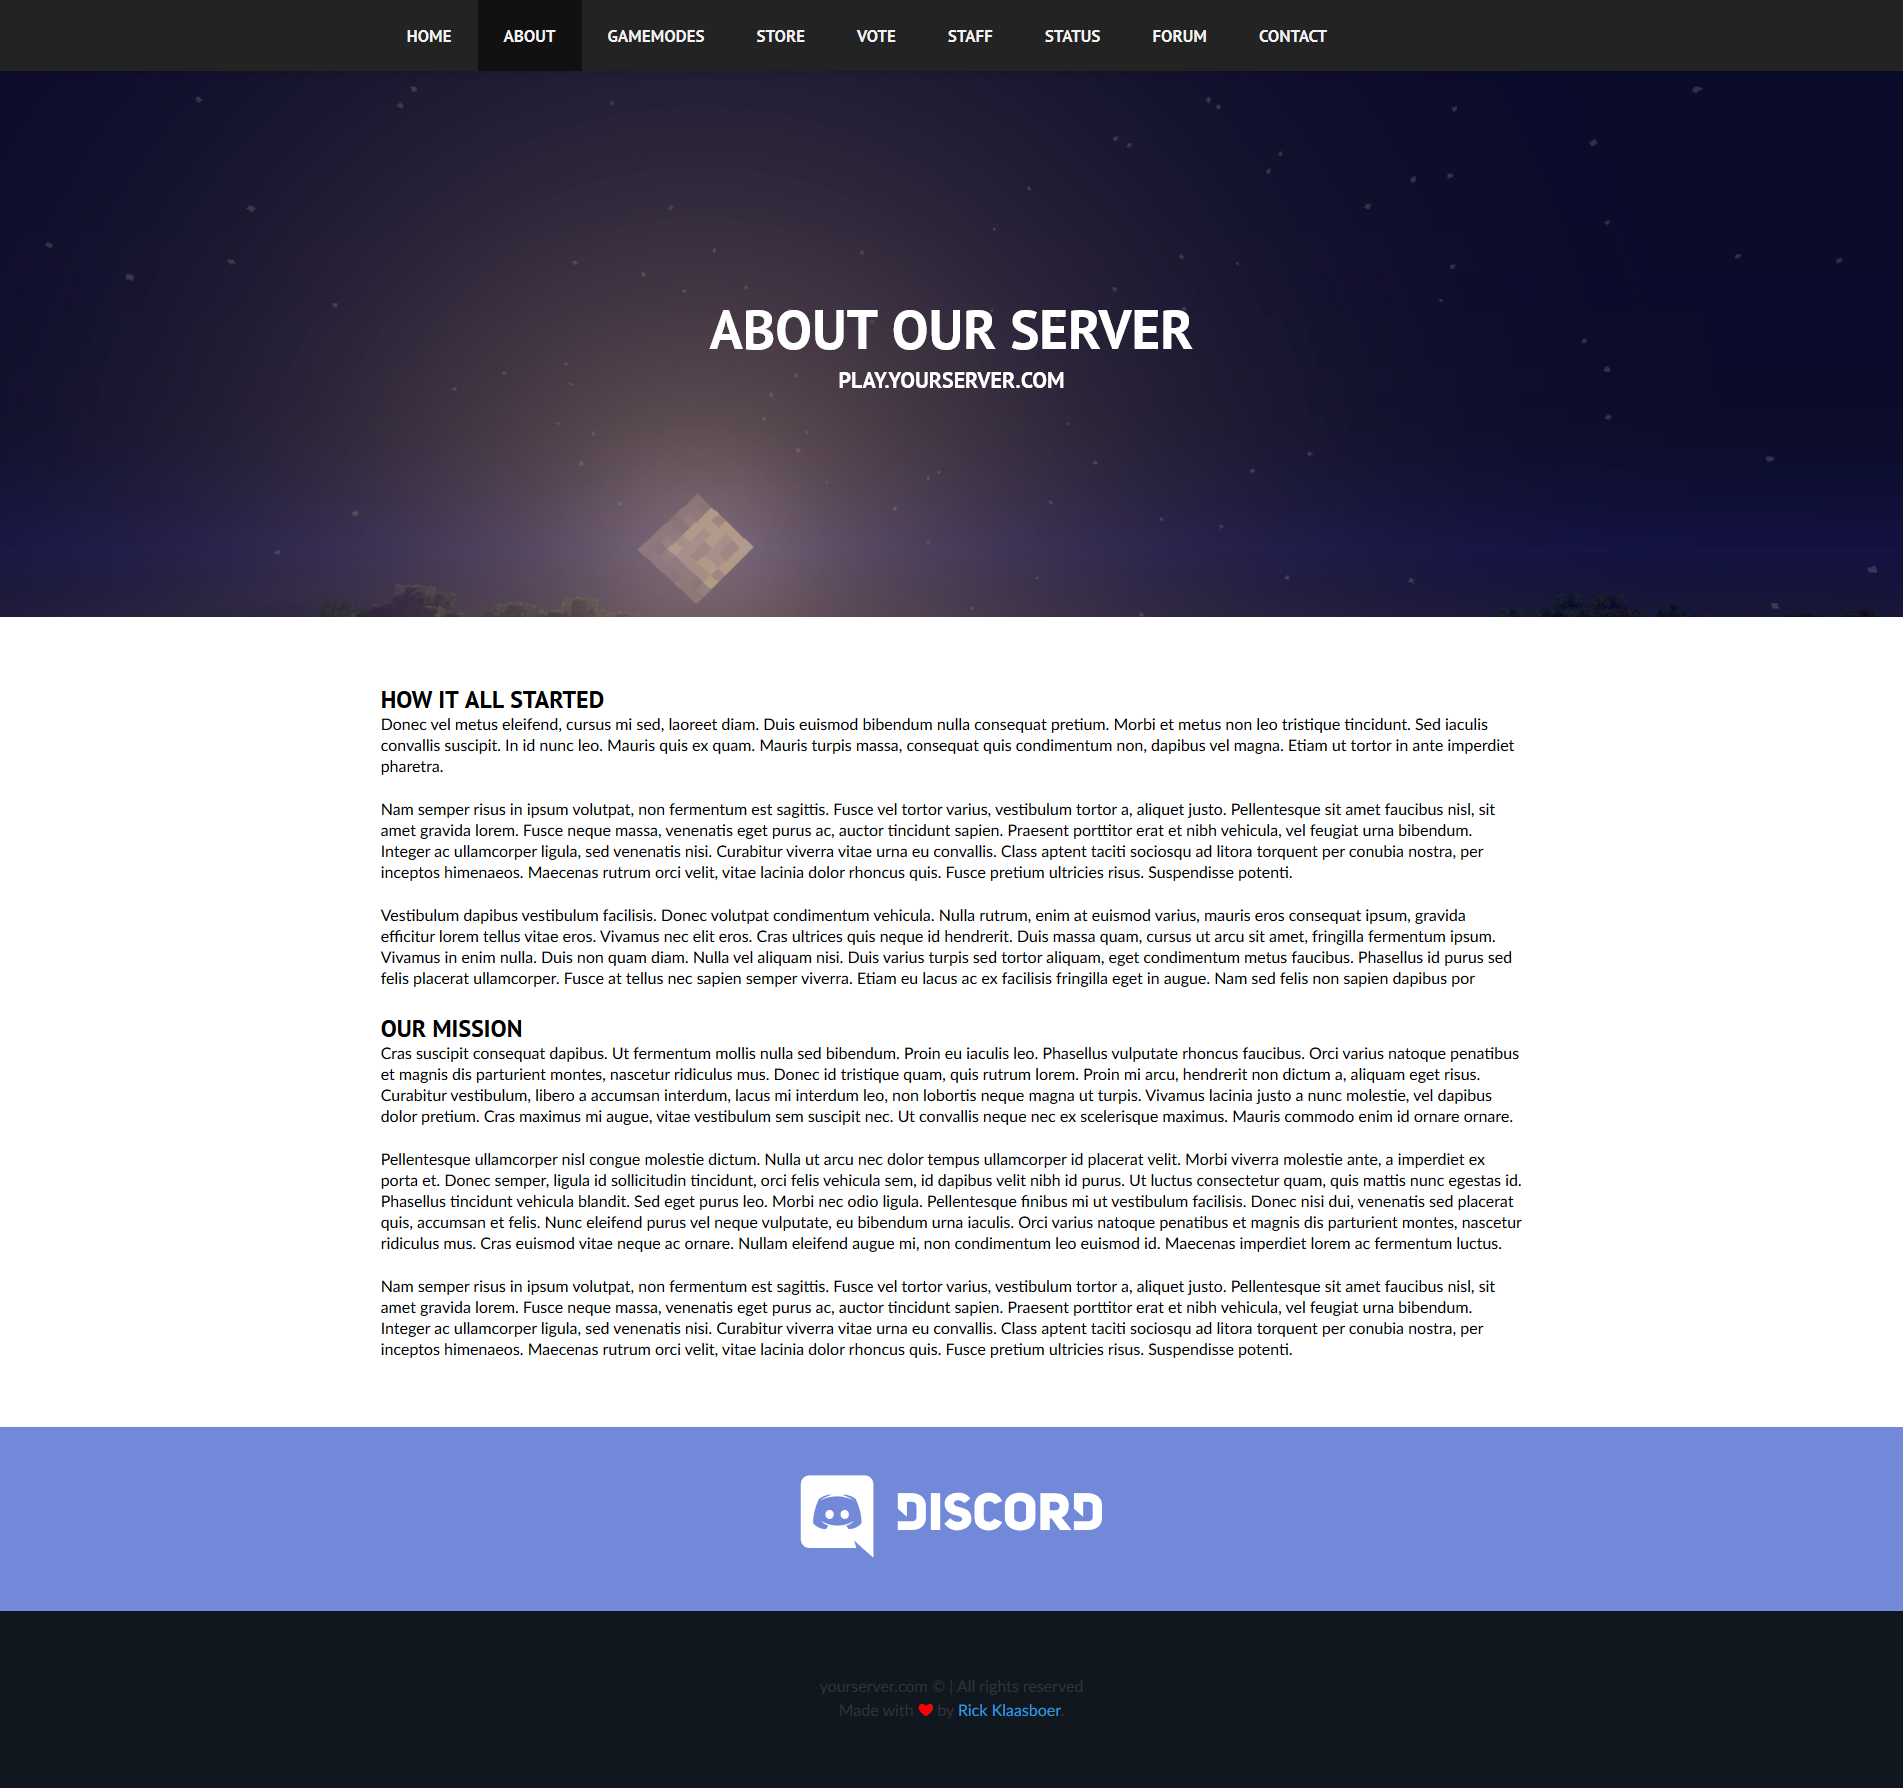 HOME ABOUT GAMEMODES STORE VOTE STAFF STATUS FORUM CONTACT
ABOUT OUR SERVER
PLAY.YOURSERVER.COM
HOW IT ALL STARTED
Donec vel metus eleifend, cursus mi sed, laoreet diam. Duis euismod bibendum nulla consequat pretium. Morbi et metus non leo tristique tincidunt. Sed iaculis
convallis suscipit. In id nunc leo. Mauris quis ex quam. Mauris turpis massa, consequat quis condimentum non, dapibus vel magna. Etiam ut tortor in ante imperdiet
pharetra.
Nam semper risus in ipsum volutpat, non fermentum est sagittis. Fusce vel tortor varius, vestibulum tortor a, aliquet justo. Pellentesque sit amet faucibus nisl, sit
amet gravida lorem. Fusce neque massa, venenatis eget purus ac, auctor tincidunt sapien. Praesent porttitor erat et nibh vehicula, vel feugiat urna bibendum.
Integer ac ullamcorper ligula, sed venenatis nisi. Curabitur viverra vitae urna eu convallis. Class aptent taciti sociosqu ad litora torquent per conubia nostra, per
inceptos himenaeos. Maecenas rutrum orci velit, vitae lacinia dolor rhoncus quis. Fusce pretium ultricies risus. Suspendisse potenti.
Vestibulum dapibus vestibulum facilisis. Donec volutpat condimentum vehicula. Nulla rutrum, enim at euismod varius, mauris eros consequat ipsum, gravida
efficitur lorem tellus vitae eros. Vivamus nec elit eros. Cras ultrices quis neque id hendrerit. Duis massa quam, cursus ut arcu sit amet, fringilla fermentum ipsum.
Vivamus in enim nulla. Duis non quam diam. Nulla vel aliquam nisi. Duis varius turpis sed tortor aliquam, eget condimentum metus faucibus. Phasellus id purus sed
felis placerat ullamcorper. Fusce at tellus nec sapien semper viverra. Etiam eu lacus ac ex facilisis fringilla eget in augue. Nam sed felis non sapien dapibus por
OUR MISSION
Cras suscipit consequat dapibus. Ut fermentum mollis nulla sed bibendum. Proin eu iaculis leo. Phasellus vulputate rhoncus faucibus. Orci varius natoque penatibus
et magnis dis parturient montes, nascetur ridiculus mus. Donec id tristique quam, quis rutrum lorem. Proin mi arcu, hendrerit non dictum a, aliquam eget risus.
Curabitur vestibulum, libero a accumsan interdum, lacus mi interdum leo, non lobortis neque magna ut turpis. Vivamus lacinia justo a nunc molestie, vel dapibus
dolor pretium. Cras maximus mi augue, vitae vestibulum sem suscipit nec. Ut convallis neque nec ex scelerisque maximus. Mauris commodo enim id ornare ornare.
Pellentesque ullamcorper nisl congue molestie dictum. Nulla ut arcu nec dolor tempus ullamcorper id placerat velit. Morbi viverra molestie ante, a imperdiet ex
porta et. Donec semper, ligula id sollicitudin tincidunt, orci felis vehicula sem, id dapibus velit nibh id purus. Ut luctus consectetur quam, quis mattis nunc egestas id.
Phasellus tincidunt vehicula blandit. Sed eget purus leo. Morbi nec odio ligula. Pellentesque finibus mi ut vestibulum facilisis. Donec nisi dui, venenatis sed placerat
quis, accumsan et felis. Nunc eleifend purus vel neque vulputate, eu bibendum urna iaculis. Orci varius natoque penatibus et magnis dis parturient montes, nascetur
ridiculus mus. Cras euismod vitae neque ac ornare. Nullam eleifend augue mi, non condimentum leo euismod id. Maecenas imperdiet lorem ac fermentum luctus.
Nam semper risus in ipsum volutpat, non fermentum est sagittis. Fusce vel tortor varius, vestibulum tortor a, aliquet justo. Pellentesque sit amet faucibus nisl, sit
amet gravida lorem. Fusce neque massa, venenatis eget purus ac, auctor tincidunt sapien. Praesent porttitor erat et nibh vehicula, vel feugiat urna bibendum.
Integer ac ullamcorper ligula, sed venenatis nisi. Curabitur viverra vitae urna eu convallis. Class aptent taciti sociosqu ad litora torquent per conubia nostra, per
inceptos himenaeos. Maecenas rutrum orci velit, vitae lacinia dolor rhoncus quis. Fusce pretium ultricies risus. Suspendisse potenti.
DISCORD
yourserver.com © | All rights reserved
Made with ♥ by Rick Klaasboer.